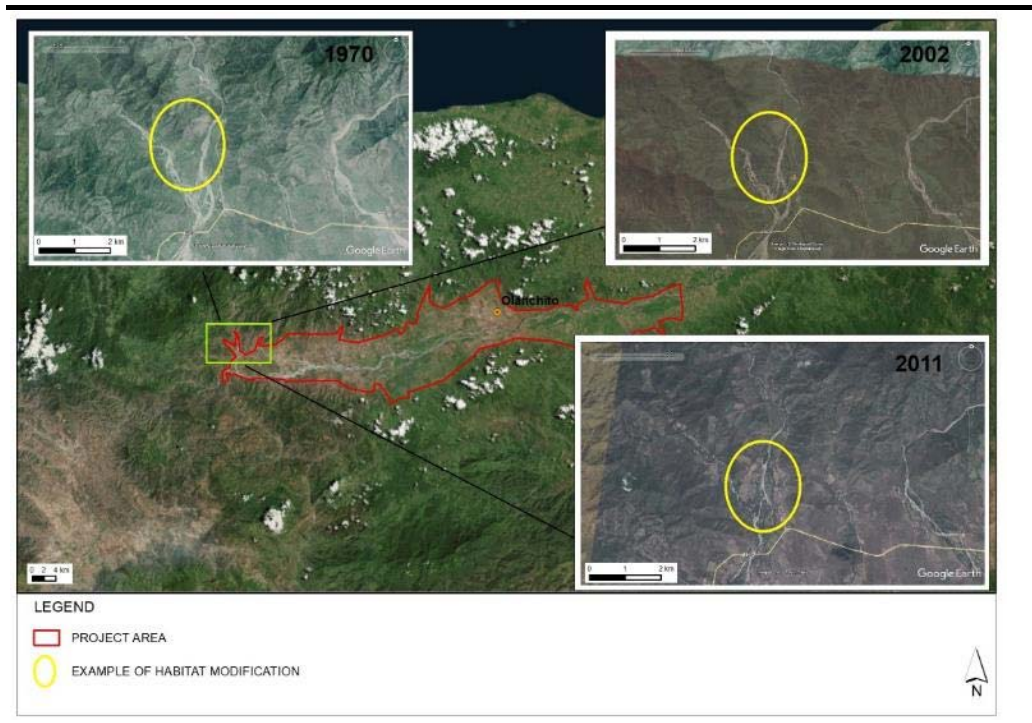 1970
0 1 2 km
Google Earth
2002
0 1 2 km
Google Earth
Olanchito
2011
0 1 2 km
Google Earth
0 2 4 km
LEGEND
PROJECT AREA
EXAMPLE OF HABITAT MODIFICATION
N